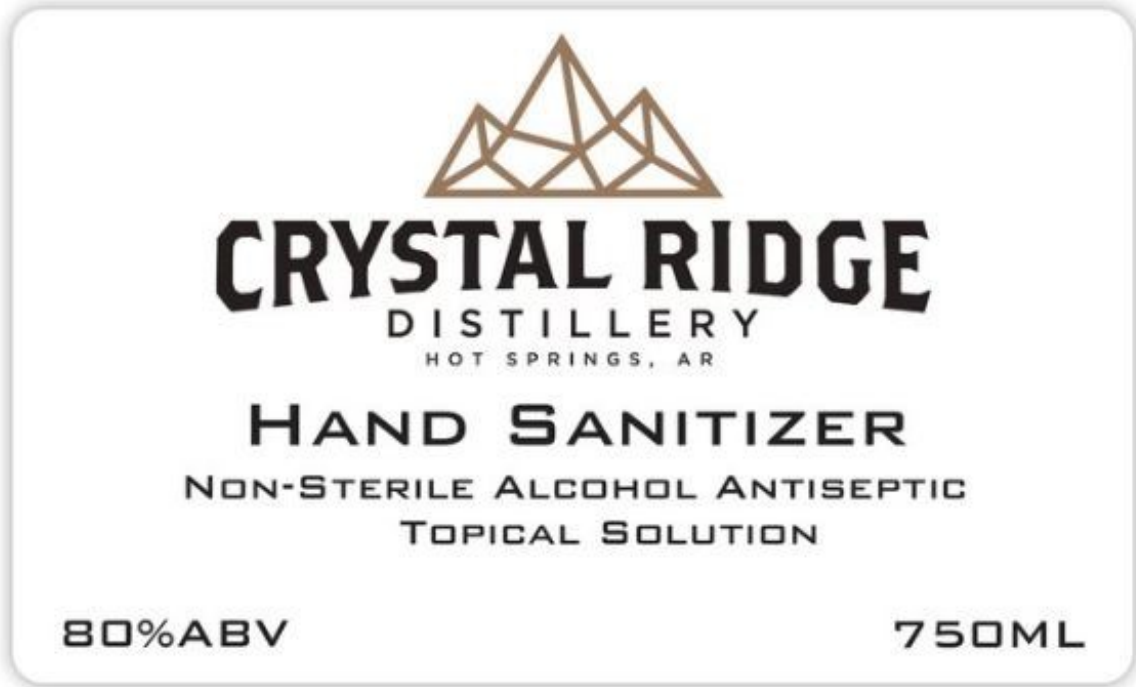 CRYSTAL RIDGE
DISTILLERY
HOT SPRINGS, AR
HAND SANITIZER
NON-STERILE ALCOHOL ANTISEPTIC
TOPICAL SOLUTION
80%ABV
750ML